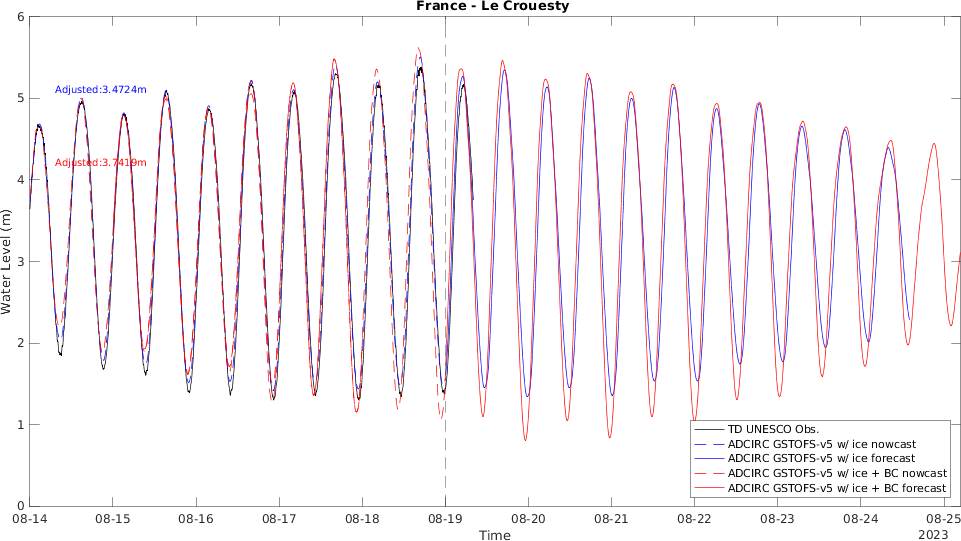 France - Le Crouesty
6
5
4
3
2
1
0
Water Level (m)
Adjusted:3.4724m
Adjusted:3.7419m
TD UNESCO Obs.
ADCIRC GSTOFS-v5 w/ ice nowcast
ADCIRC GSTOFS-v5 w/ ice forecast
ADCIRC GSTOFS-v5 w/ ice + BC nowcast
ADCIRC GSTOFS-v5 w/ ice + BC forecast
08-14 08-15 08-16 08-17 08-18 08-19 08-20 08-21 08-22 08-23 08-24 08-25
Time
2023